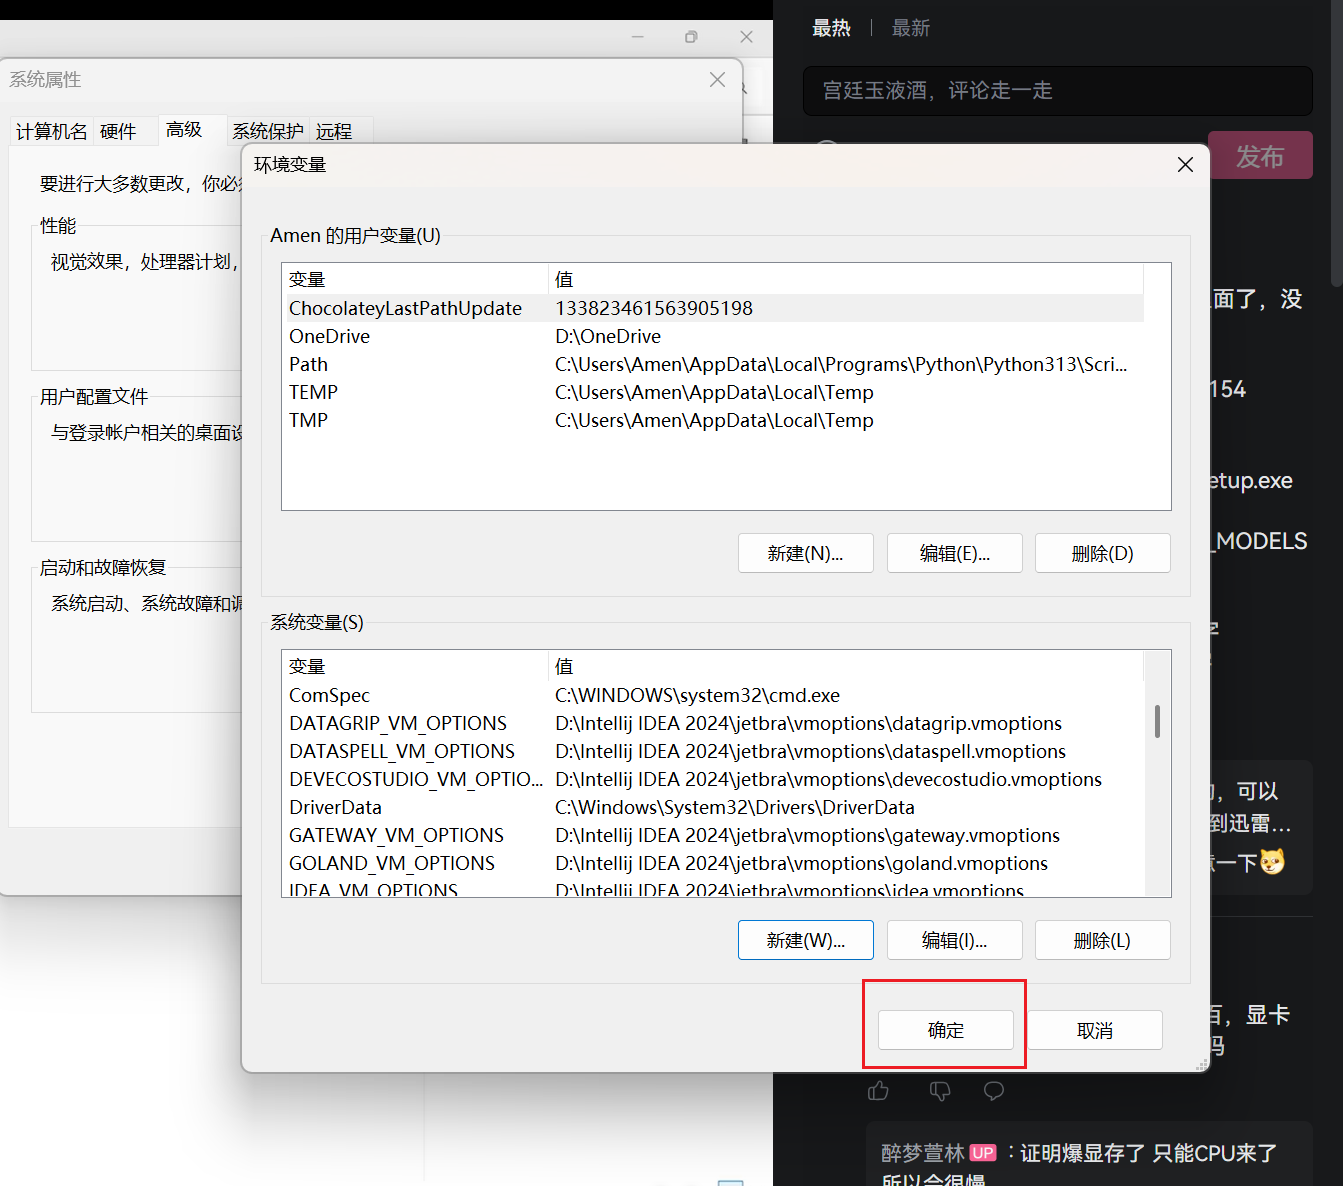 最热 | 最新
宫廷玉液酒，评论走一走
发布
系统属性
计算机名 硬件 高级 系统保护 远程
要进行大多数更改，你必
性能
视觉效果，处理器计划，
用户配置文件
与登录帐户相关的桌面设
启动和故障恢复
系统启动、系统故障和调
环境变量
Amen 的用户变量(U)
变量 值
ChocolateyLastPathUpdate 133823461563905198
OneDrive D:\OneDrive
Path C:\Users\Amen\AppData\Local\Programs\Python\Python313\Scri...
TEMP C:\Users\Amen\AppData\Local\Temp
TMP C:\Users\Amen\AppData\Local\Temp
新建(N)... 编辑(E)... 删除(D)
系统变量(S)
变量 值
ComSpec C:\WINDOWS\system32\cmd.exe
DATAGRIP_VM_OPTIONS D:\Intellij IDEA 2024\jetbra\vmoptions\datagrip.vmoptions
DATASPELL_VM_OPTIONS D:\Intellij IDEA 2024\jetbra\vmoptions\dataspell.vmoptions
DEVECOSTUDIO_VM_OPTIO... D:\Intellij IDEA 2024\jetbra\vmoptions\devecostudio.vmoptions
DriverData C:\Windows\System32\Drivers\DriverData
GATEWAY_VM_OPTIONS D:\Intellij IDEA 2024\jetbra\vmoptions\gateway.vmoptions
GOLAND_VM_OPTIONS D:\Intellij IDEA 2024\jetbra\vmoptions\goland.vmoptions
IDEA_VM_OPTIONS D:\Intellij IDEA 2024\jetbra\vmoptions\idea.vmoptions
新建(W)... 编辑(I)... 删除(L)
确定 取消
面了，没
154
etup.exe
_MODELS
，可以
到迅雷...
一下
，显卡
吗
醉梦萱林 UP ：证明爆显存了 只能CPU来了
所以会很慢